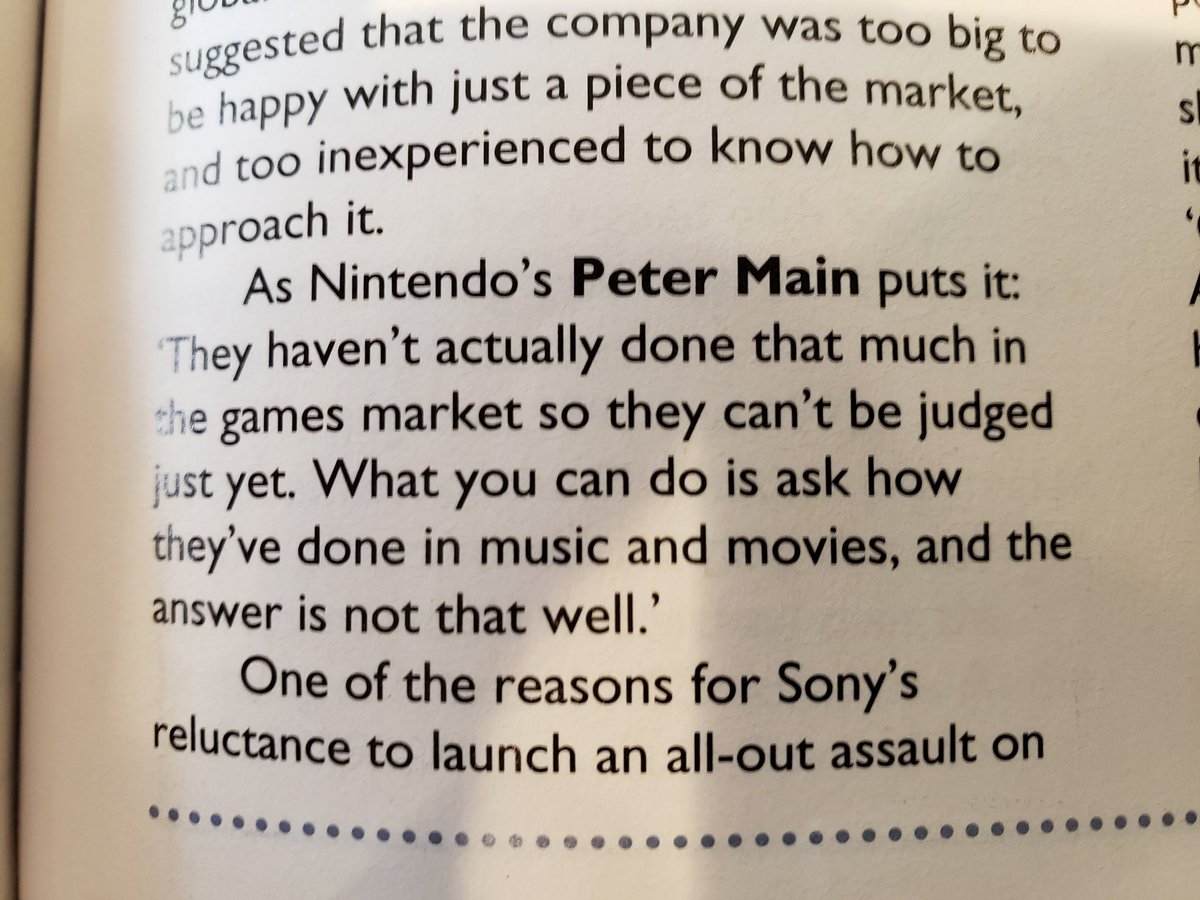 suggested that the company was too big to
be happy with just a piece of the market,
and too inexperienced to know how to
approach it.
As Nintendo’s Peter Main puts it:
‘They haven’t actually done that much in
the games market so they can’t be judged
just yet. What you can do is ask how
they’ve done in music and movies, and the
answer is not that well.’
One of the reasons for Sony’s
reluctance to launch an all-out assault on